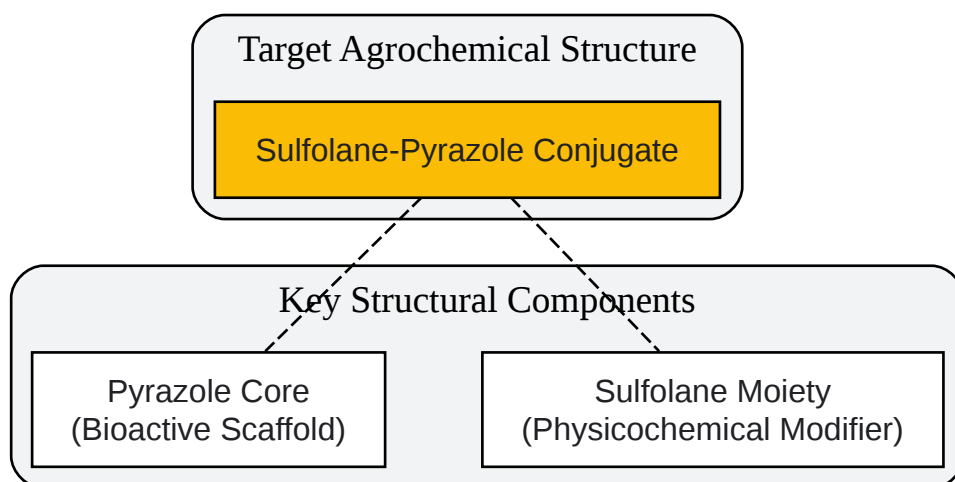 Target Agrochemical Structure
Sulfolane-Pyrazole Conjugate
Key Structural Components
Pyrazole Core
(Bioactive Scaffold)
Sulfolane Moiety
(Physicochemical Modifier)